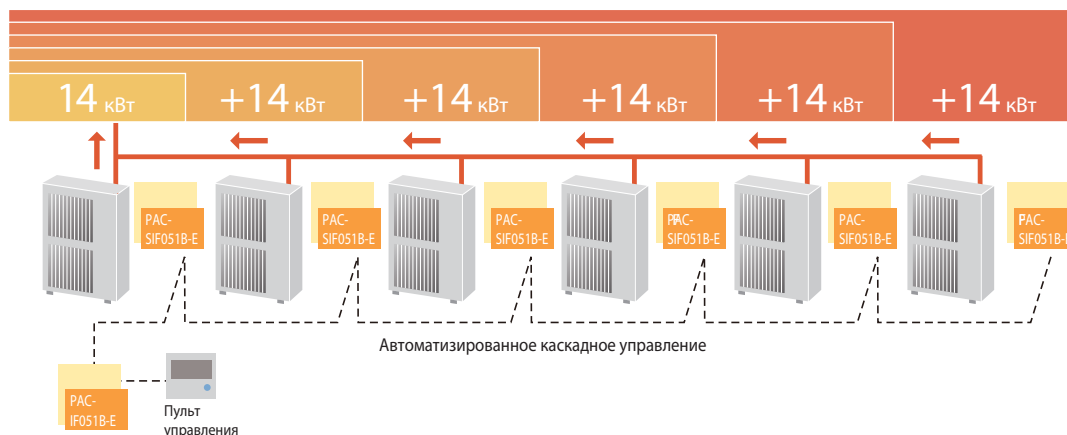 14 кВт
+14 кВт
+14 кВт
+14 кВт
+14 кВт
+14 кВт
PAC-
SIF051B-E
PAC-
SIF051B-E
PAC-
SIF051B-E
PAC-
SIF051B-E
PAC-
SIF051B-E
PAC-
SIF051B-E
Автоматизированное каскадное управление
PAC-
IF051B-E
Пульт
управления